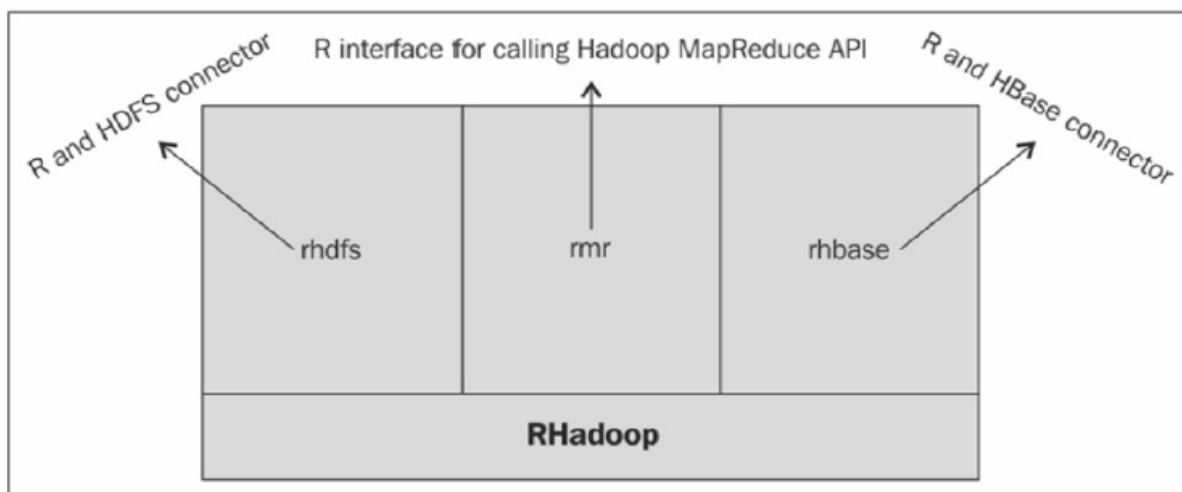 R and HDFS connector
R interface for calling Hadoop MapReduce API
R and HBase connector
rhdfs
rmr
rhbase
RHadoop